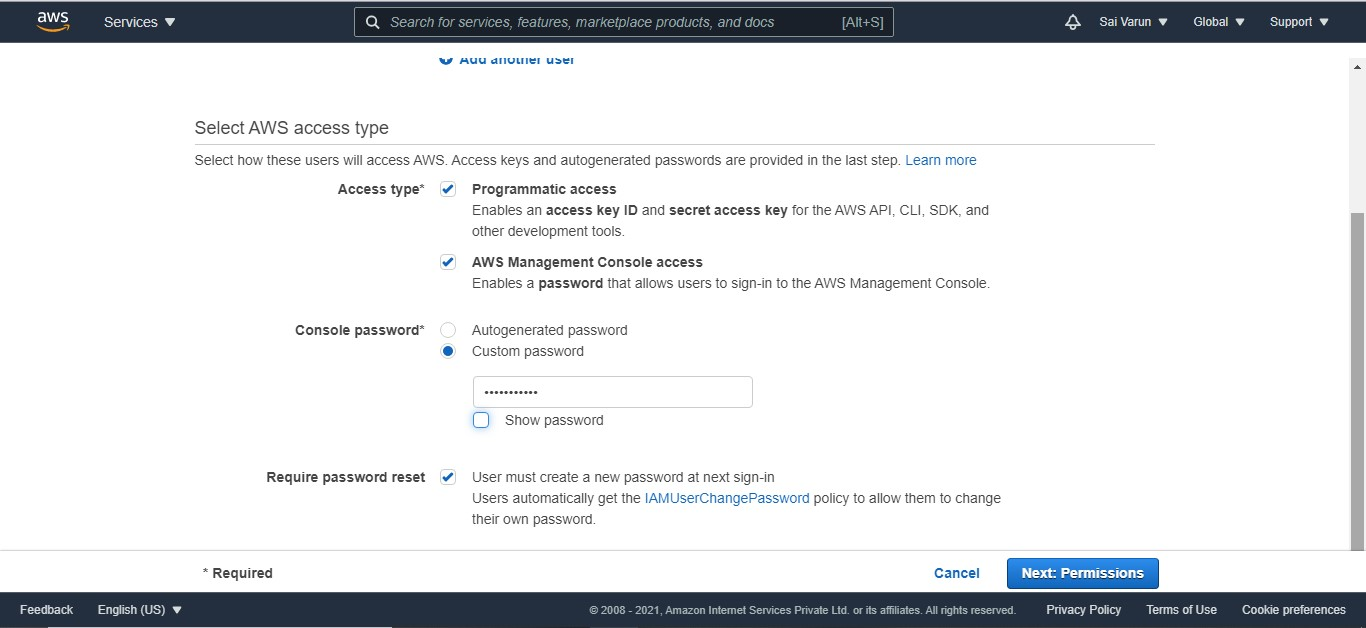 aws Services Search for services, features, marketplace products, and docs [Alt+S] Sai Varun Global Support
Add another user
Select AWS access type
Select how these users will access AWS. Access keys and autogenerated passwords are provided in the last step. Learn more
Access type* Programmatic access
Enables an access key ID and secret access key for the AWS API, CLI, SDK, and
other development tools.
AWS Management Console access
Enables a password that allows users to sign-in to the AWS Management Console.
Console password* Autogenerated password
Custom password
•••••••••••
Show password
Require password reset User must create a new password at next sign-in
Users automatically get the IAMUserChangePassword policy to allow them to change
their own password.
* Required Cancel Next: Permissions
Feedback English (US) © 2008 - 2021, Amazon Internet Services Private Ltd. or its affiliates. All rights reserved. Privacy Policy Terms of Use Cookie preferences